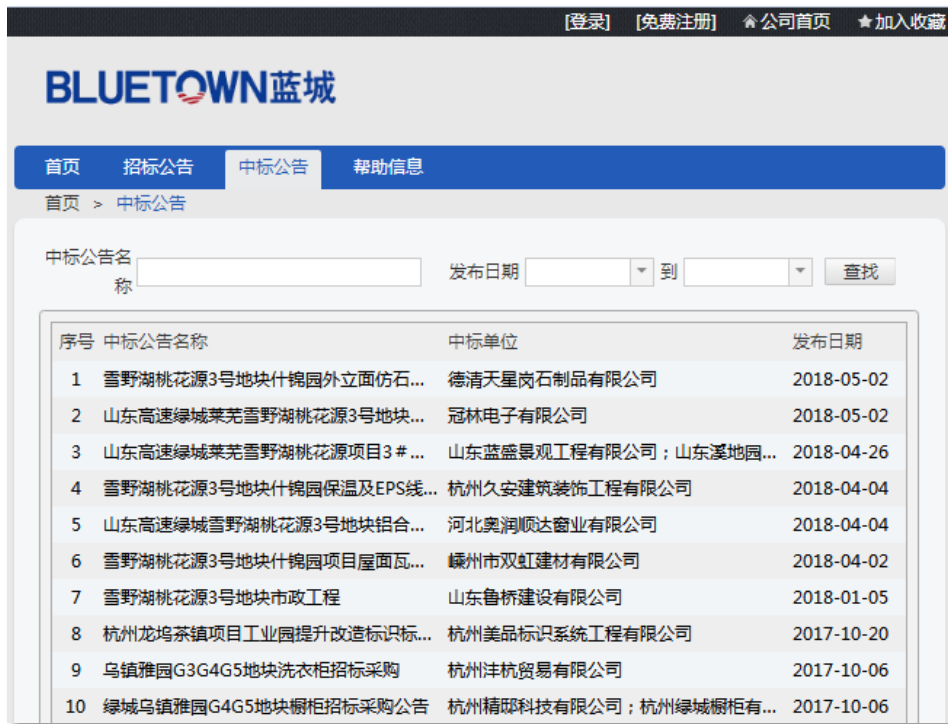 [登录] [免费注册] 公司首页 加入收藏
BLUETOWN蓝城
首页 招标公告 中标公告 帮助信息
首页 > 中标公告
中标公告名称 发布日期 到 查找
序号 中标公告名称 中标单位 发布日期
1 雪野湖桃花源3号地块什锦园外立面仿石... 德清天星岗石制品有限公司 2018-05-02
2 山东高速绿城莱芜雪野湖桃花源3号地块... 冠林电子有限公司 2018-05-02
3 山东高速绿城莱芜雪野湖桃花源项目3＃... 山东蓝盛景观工程有限公司；山东溪地园... 2018-04-26
4 雪野湖桃花源3号地块什锦园保温及EPS线... 杭州久安建筑装饰工程有限公司 2018-04-04
5 山东高速绿城雪野湖桃花源3号地块铝合... 河北奥润顺达窗业有限公司 2018-04-04
6 雪野湖桃花源3号地块什锦园项目屋面瓦... 嵊州市双虹建材有限公司 2018-04-02
7 雪野湖桃花源3号地块市政工程 山东鲁桥建设有限公司 2018-01-05
8 杭州龙坞茶镇项目工业园提升改造标识标... 杭州美品标识系统工程有限公司 2017-10-20
9 乌镇雅园G3G4G5地块洗衣柜招标采购 杭州沣杭贸易有限公司 2017-10-06
10 绿城乌镇雅园G4G5地块橱柜招标采购公告 杭州精邸科技有限公司；杭州绿城橱柜有... 2017-10-06